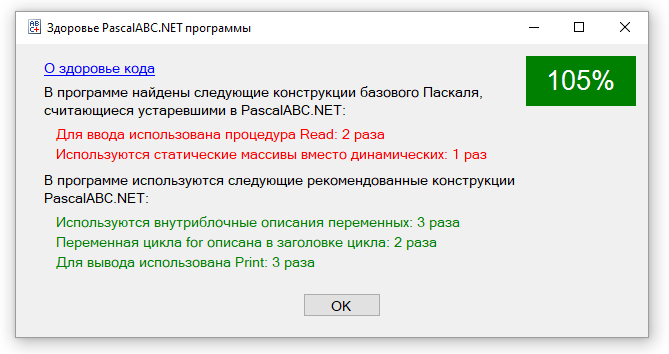 Здоровье PascalABC.NET программы
О здоровье кода
105%
В программе найдены следующие конструкции базового Паскаля,
считающиеся устаревшими в PascalABC.NET:
Для ввода использована процедура Read: 2 раза
Используются статические массивы вместо динамических: 1 раз
В программе используются следующие рекомендованные конструкции
PascalABC.NET:
Используются внутриблочные описания переменных: 3 раза
Переменная цикла for описана в заголовке цикла: 2 раза
Для вывода использована Print: 3 раза
OK